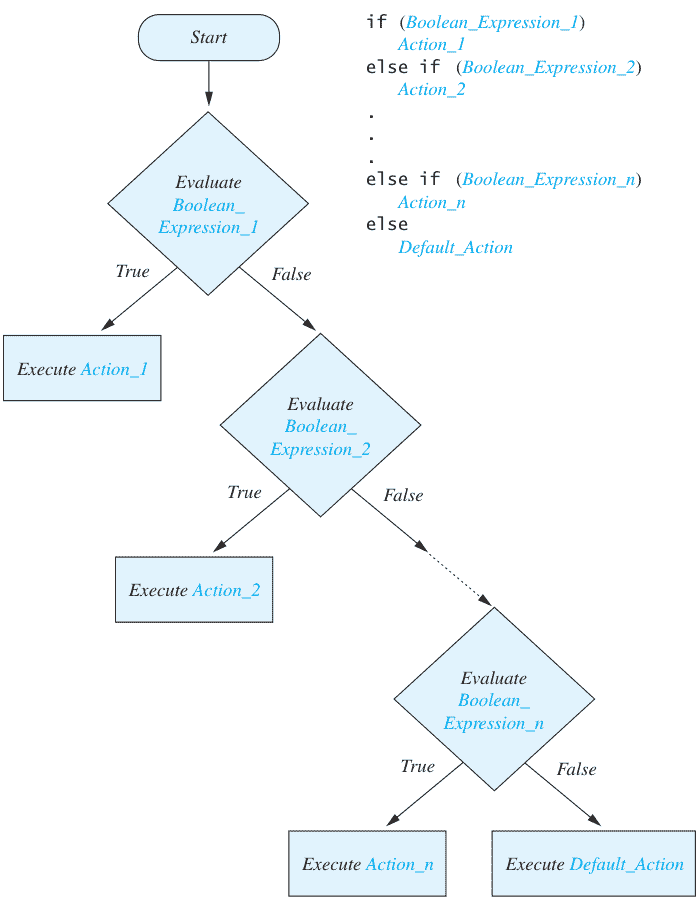 Start
if (Boolean_Expression_1)
Action_1
else if (Boolean_Expression_2)
Action_2
.
.
.
else if (Boolean_Expression_n)
Action_n
else
Default_Action
Evaluate
Boolean_
Expression_1
True
False
Execute Action_1
Evaluate
Boolean_
Expression_2
True
False
Execute Action_2
Evaluate
Boolean_
Expression_n
True
False
Execute Action_n
Execute Default_Action